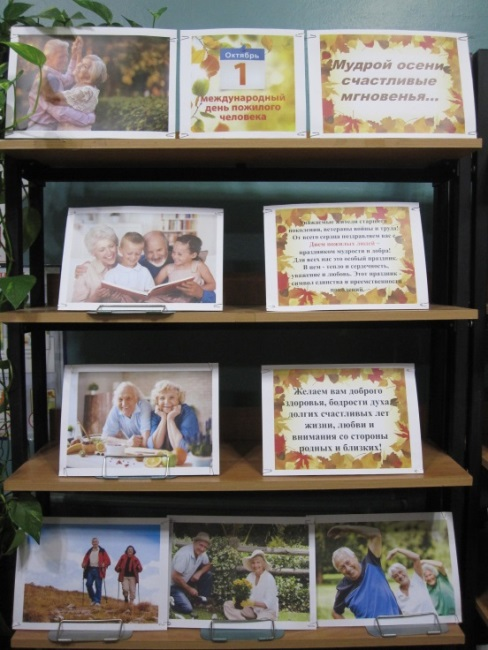 Октябрь
1
международный
день пожилого
человека
Мудрой осени
счастливые
мгновенья...
Уважаемые жители старшего
поколения, ветераны войны и труда!
От всего сердца поздравляем вас с
Днем пожилых людей –
праздником мудрости и добра!
Для всех нас это особый праздник.
В нем - тепло и сердечность,
уважение и любовь. Этот праздник
символ единства и преемственности
поколений.
Желаем вам доброго
здоровья, бодрости духа,
долгих счастливых лет
жизни, любви и
внимания со стороны
родных и близких!